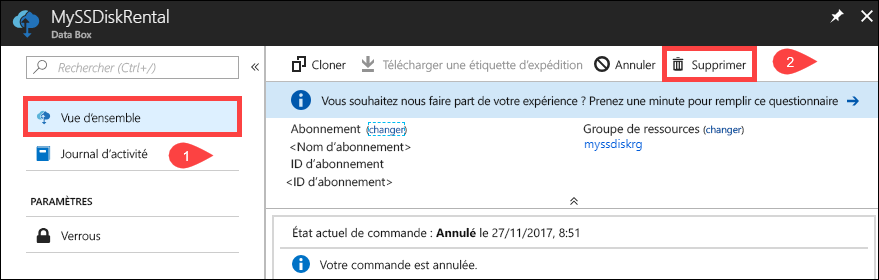 MySSDiskRental
Data Box
Rechercher (Ctrl+/)
Vue d'ensemble
Journal d'activité
1
PARAMÈTRES
Verrous
Cloner
Télécharger une étiquette d'expédition
Annuler
Supprimer
2
Vous souhaitez nous faire part de votre expérience ? Prenez une minute pour remplir ce questionnaire →
Abonnement (changer)
<Nom d'abonnement>
ID d'abonnement
<ID d'abonnement>
Groupe de ressources (changer)
myssdiskrg
État actuel de commande : Annulé le 27/11/2017, 8:51
Votre commande est annulée.